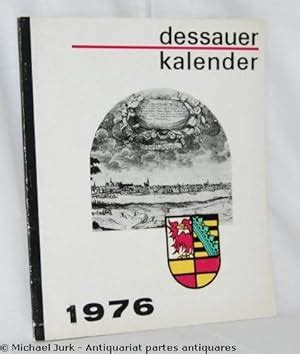 dessauer
kalender
1976
© Michael Jurk - Antiquariat partes antiquares